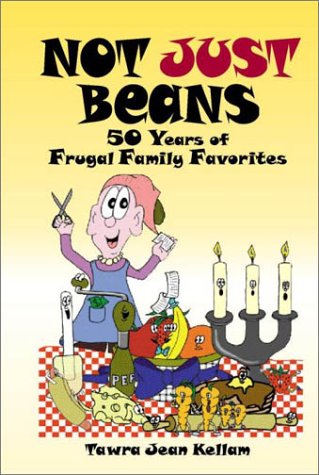 NOT JUST
BEANS
50 Years of
Frugal Family Favorites
Tawra Jean Kellam